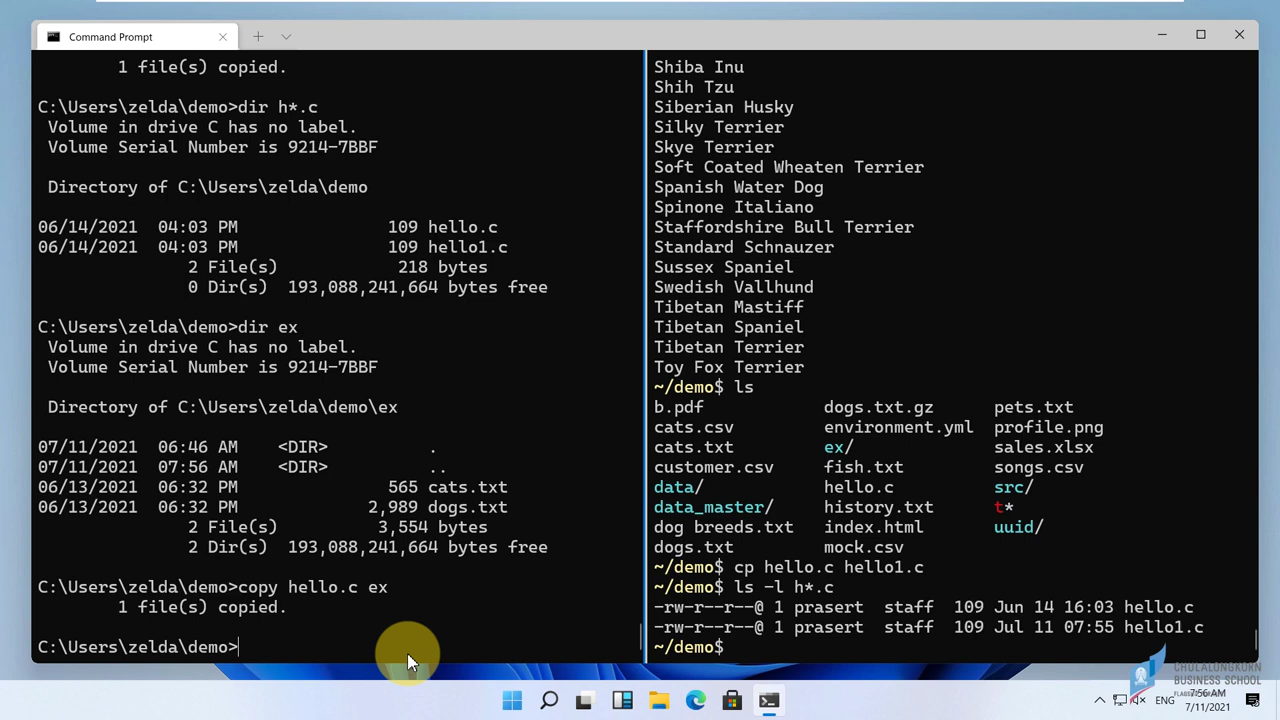 Command Prompt
1 file(s) copied.
C:\Users\zelda\demo>dir h*.c
Volume in drive C has no label.
Volume Serial Number is 9214-7BBF
Directory of C:\Users\zelda\demo
06/14/2021  04:03 PM               109 hello.c
06/14/2021  04:03 PM               109 hello1.c
2 File(s)            218 bytes
0 Dir(s)  193,088,241,664 bytes free
C:\Users\zelda\demo>dir ex
Volume in drive C has no label.
Volume Serial Number is 9214-7BBF
Directory of C:\Users\zelda\demo\ex
07/11/2021  06:46 AM    <DIR>          .
07/11/2021  07:56 AM    <DIR>          ..
06/13/2021  06:32 PM               565 cats.txt
06/13/2021  06:32 PM             2,989 dogs.txt
2 File(s)          3,554 bytes
2 Dir(s)  193,088,241,664 bytes free
C:\Users\zelda\demo>copy hello.c ex
1 file(s) copied.
C:\Users\zelda\demo>
Shiba Inu
Shih Tzu
Siberian Husky
Silky Terrier
Skye Terrier
Soft Coated Wheaten Terrier
Spanish Water Dog
Spinone Italiano
Staffordshire Bull Terrier
Standard Schnauzer
Sussex Spaniel
Swedish Vallhund
Tibetan Mastiff
Tibetan Spaniel
Tibetan Terrier
Toy Fox Terrier
~/demo$ ls
b.pdf            dogs.txt.gz      pets.txt
cats.csv         environment.yml  profile.png
cats.txt         ex/              sales.xlsx
customer.csv     fish.txt         songs.csv
data/            hello.c          src/
data_master/     history.txt      t*
dog breeds.txt   index.html       uuid/
dogs.txt         mock.csv
~/demo$ cp hello.c hello1.c
~/demo$ ls -l h*.c
-rw-r--r--@ 1 prasert  staff  109 Jun 14 16:03 hello.c
-rw-r--r--@ 1 prasert  staff  109 Jul 11 07:55 hello1.c
~/demo$
CHULALONGKORN
BUSINESS SCHOOL
ENG
7:56 AM
7/11/2021